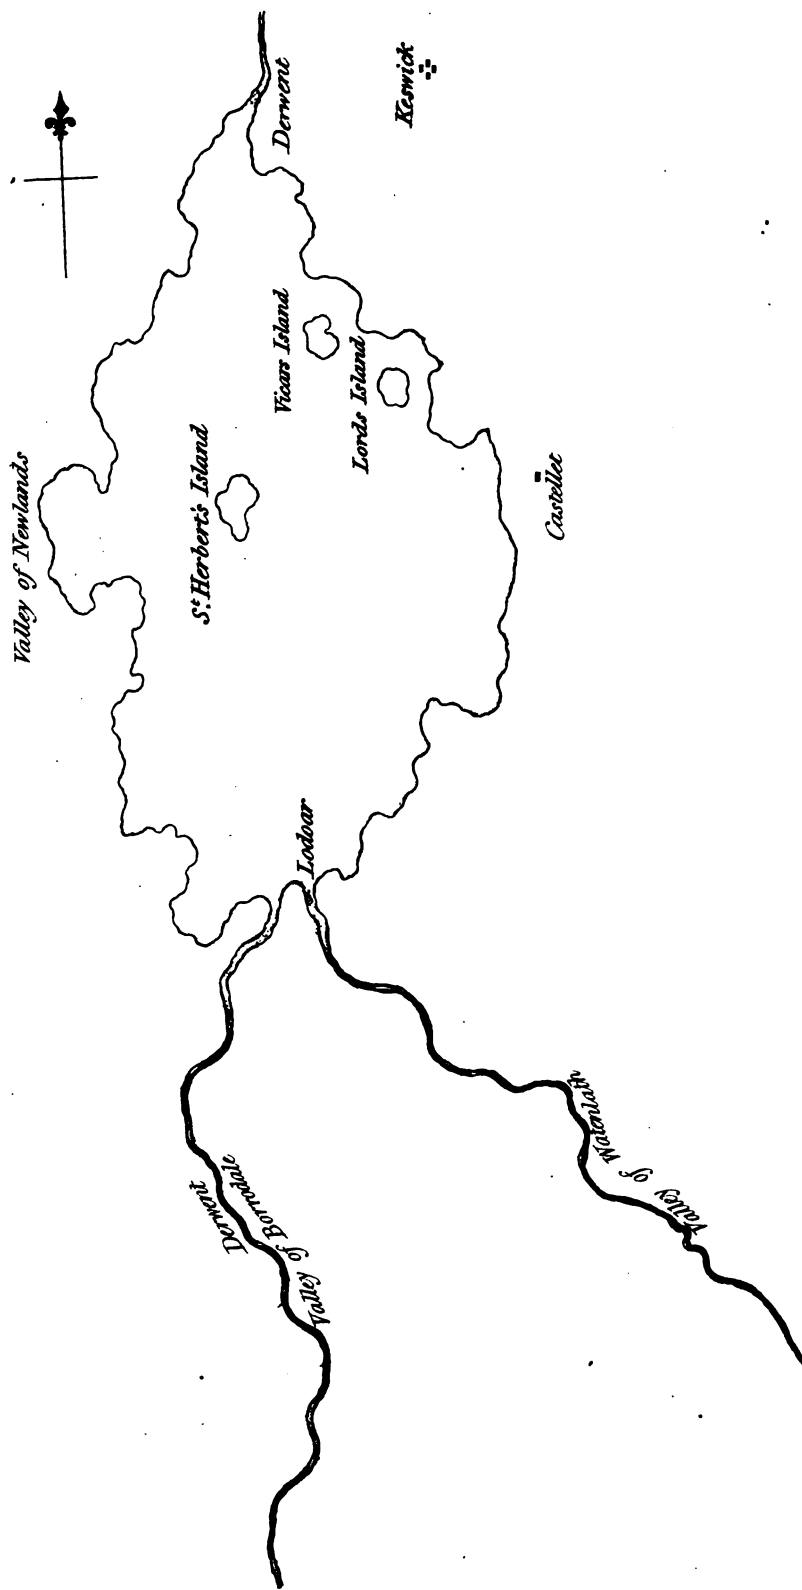 Derwent
Keswick
Vicars Island
Lords Island
St. Herbert's Island
Valley of Newlands
Castellet
Lodoar
Derwent
Valley of Borrodale
Valley of Watenlath